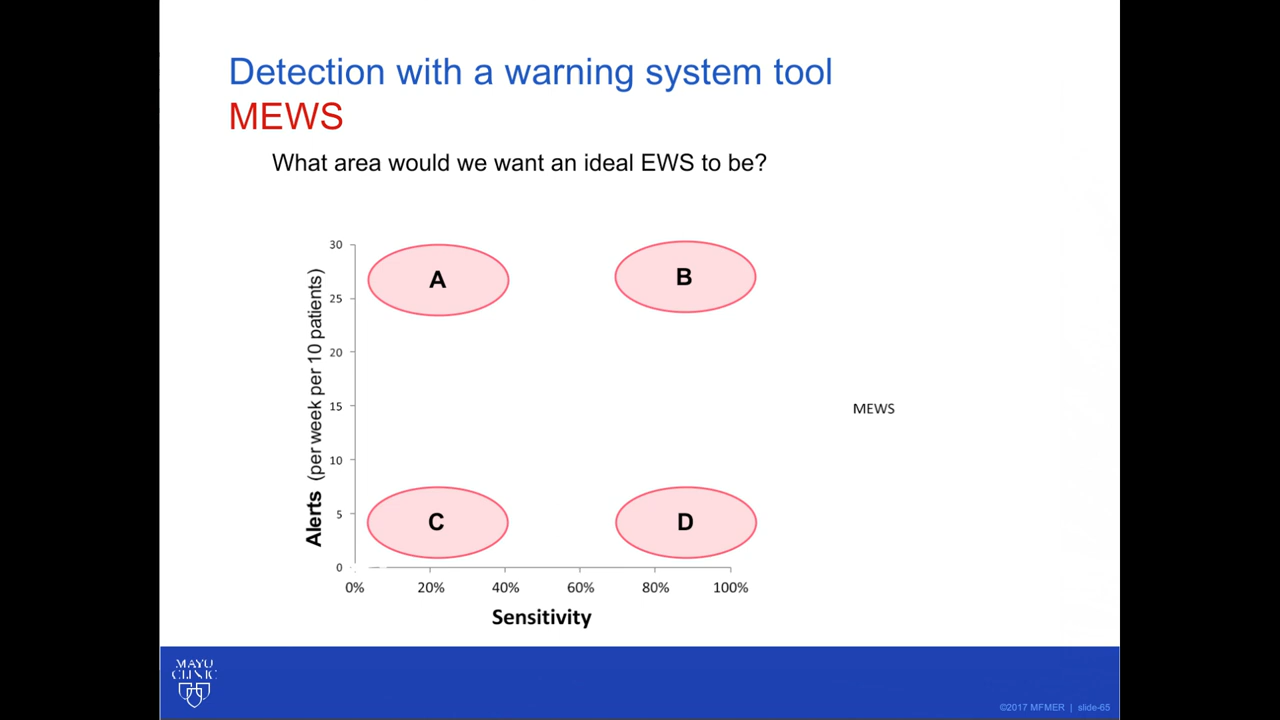 Detection with a warning system tool
MEWS
What area would we want an ideal EWS to be?
Alerts (per week per 10 patients)
30
25
20
15
10
5
0
A
B
C
D
MEWS
0% 20% 40% 60% 80% 100%
Sensitivity
MAYO
CLINIC
©2017 MFMER | slide-65